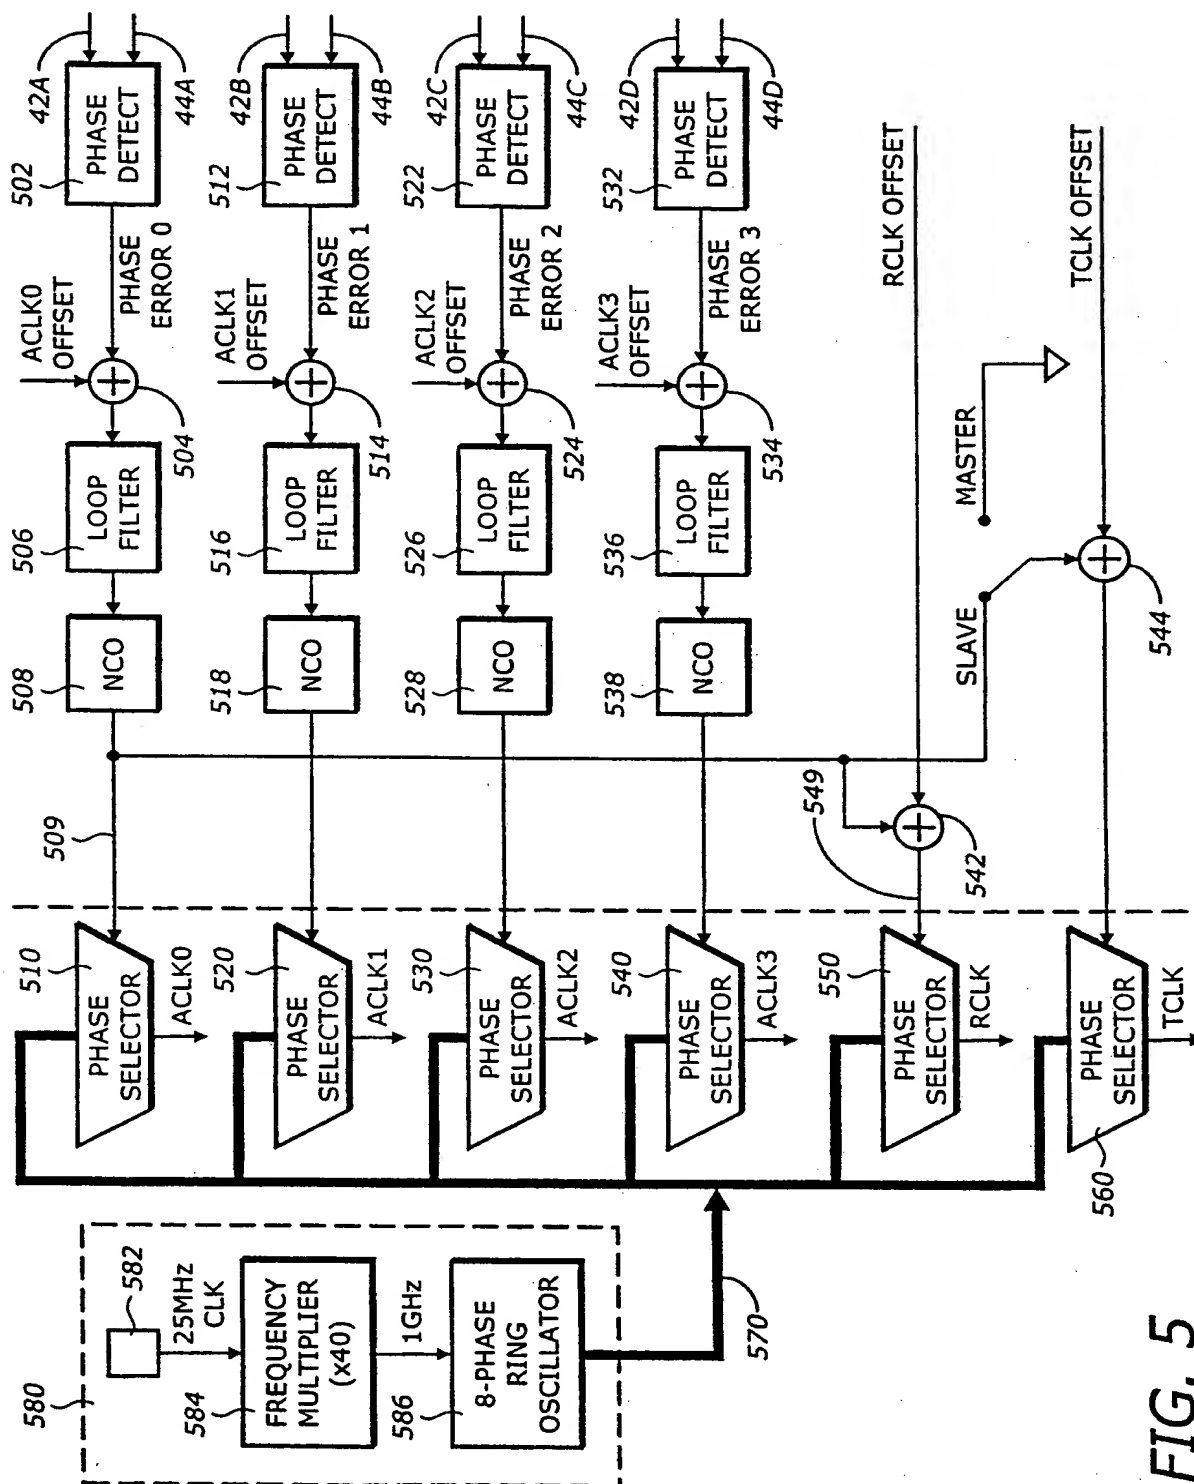 42A
44A
502
PHASE
DETECT
PHASE
ERROR 0
ACLK0
OFFSET
504
506
LOOP
FILTER
508
NCO
509
510
PHASE
SELECTOR
ACLK0
42B
44B
512
PHASE
DETECT
PHASE
ERROR 1
ACLK1
OFFSET
514
516
LOOP
FILTER
518
NCO
520
PHASE
SELECTOR
ACLK1
42C
44C
522
PHASE
DETECT
PHASE
ERROR 2
ACLK2
OFFSET
524
526
LOOP
FILTER
528
NCO
530
PHASE
SELECTOR
ACLK2
42D
44D
532
PHASE
DETECT
PHASE
ERROR 3
ACLK3
OFFSET
534
536
LOOP
FILTER
538
NCO
540
PHASE
SELECTOR
ACLK3
RCLK OFFSET
549
542
550
PHASE
SELECTOR
RCLK
SLAVE
MASTER
TCLK OFFSET
544
560
PHASE
SELECTOR
TCLK
580
582
25MHz
CLK
584
FREQUENCY
MULTIPLIER
(x40)
1GHz
586
8-PHASE
RING
OSCILLATOR
570
FIG. 5